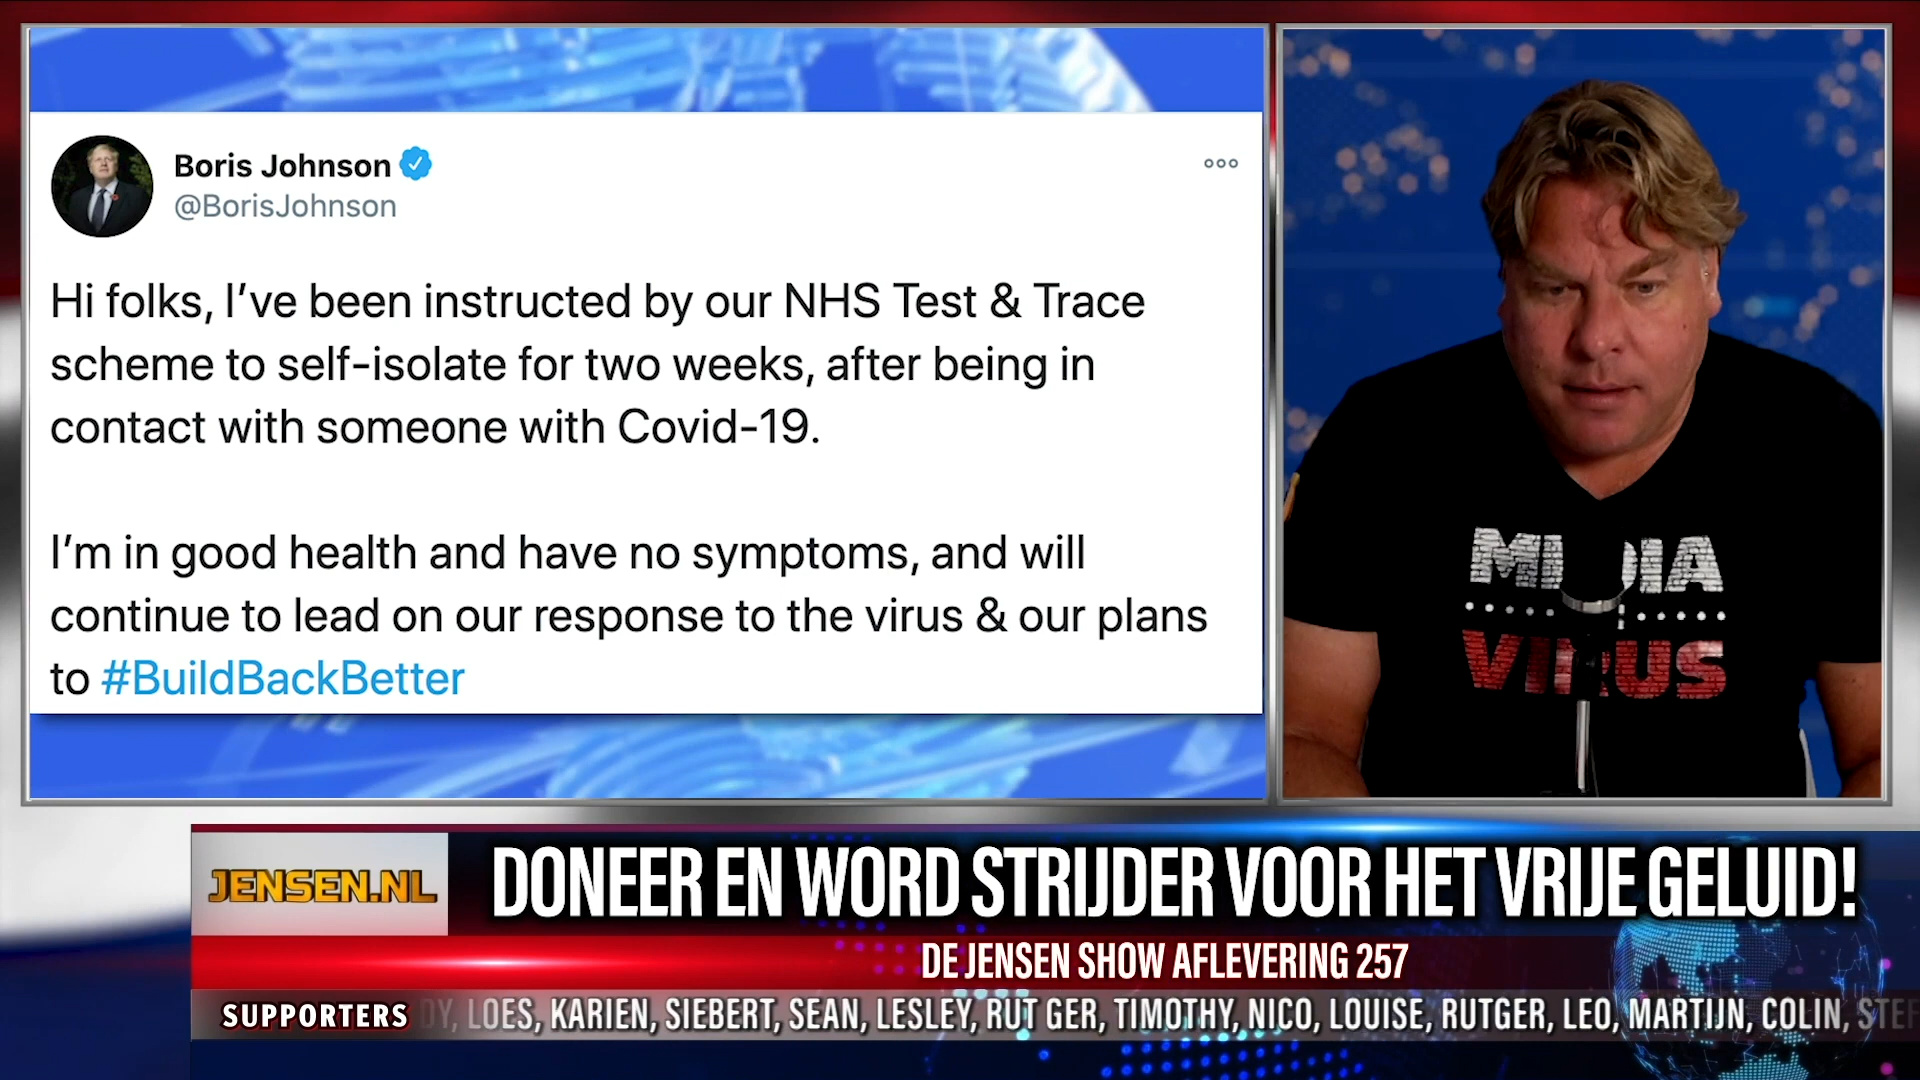 Boris Johnson
@BorisJohnson
Hi folks, I've been instructed by our NHS Test & Trace
scheme to self-isolate for two weeks, after being in
contact with someone with Covid-19.
I'm in good health and have no symptoms, and will
continue to lead on our response to the virus & our plans
to #BuildBackBetter
VIRUS
JENSEN.NL
DONEER EN WORD STRIJDER VOOR HET VRIJE GELUID!
DE JENSEN SHOW AFLEVERING 257
SUPPORTERS DY, LOES, KARIEN, SIEBERT, SEAN, LESLEY, RUT GER, TIMOTHY, NICO, LOUISE, RUTGER, LEO, MARTIJN, COLIN, STEF